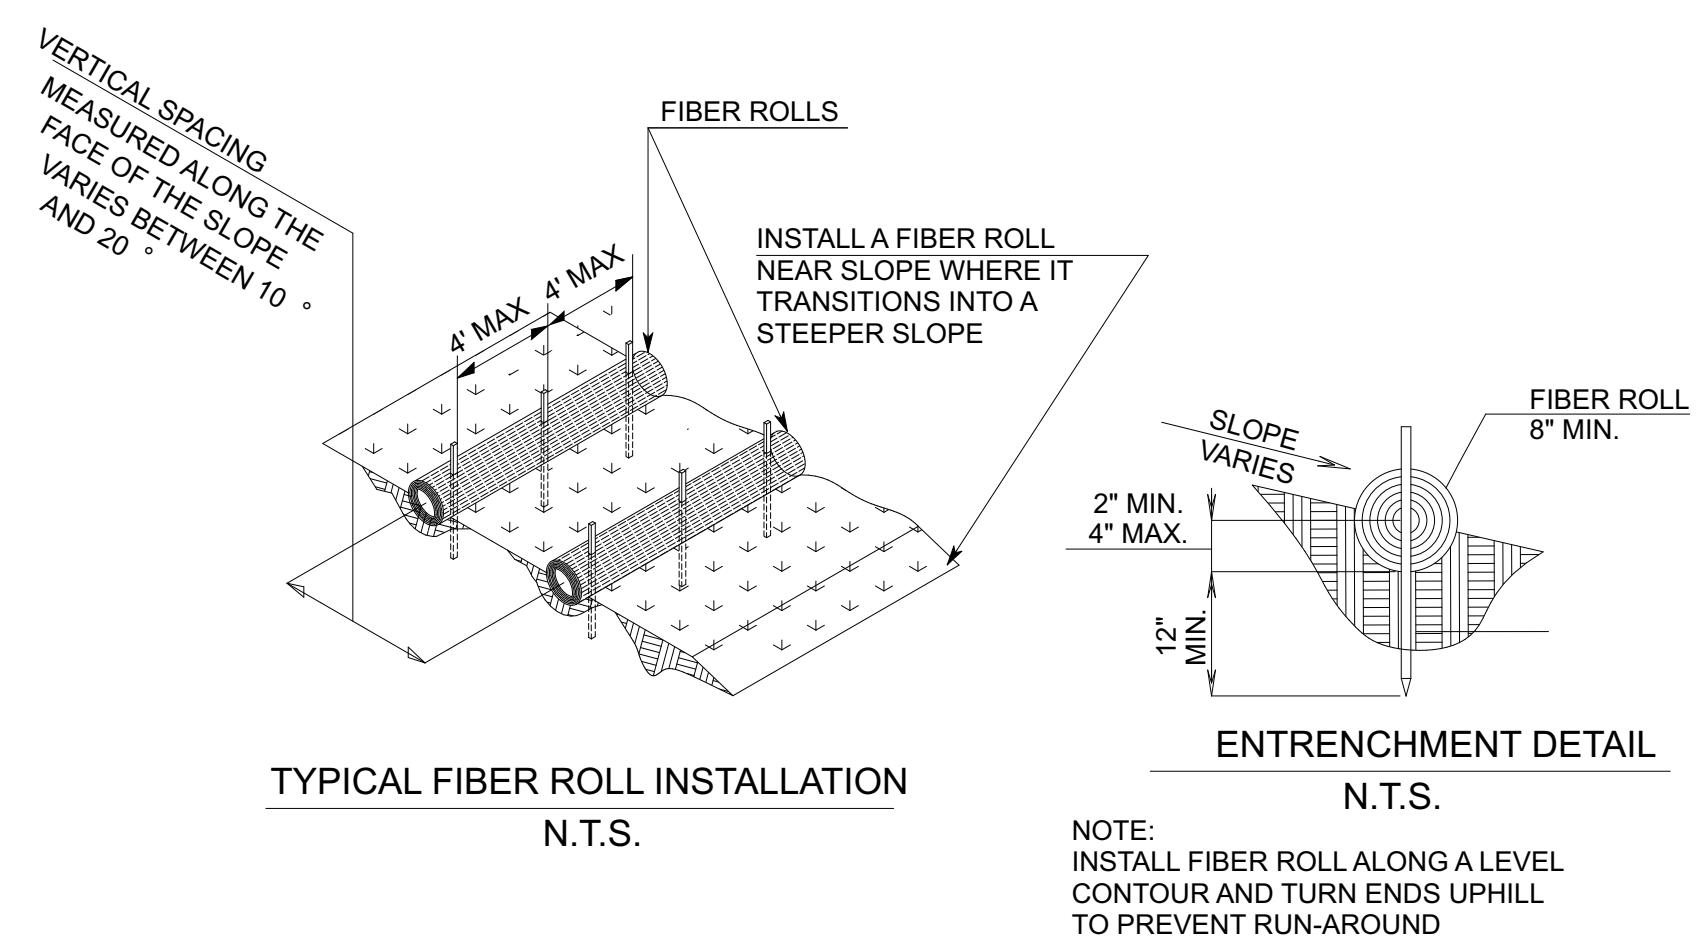 VERTICAL SPACING
MEASURED ALONG THE
FACE OF THE SLOPE
VARIES BETWEEN 10 °
AND 20 °
FIBER ROLLS
INSTALL A FIBER ROLL
NEAR SLOPE WHERE IT
TRANSITIONS INTO A
STEEPER SLOPE
4' MAX
4' MAX
TYPICAL FIBER ROLL INSTALLATION
N.T.S.
SLOPE
VARIES
FIBER ROLL
8" MIN.
2" MIN.
4" MAX.
12"
MIN.
ENTRENCHMENT DETAIL
N.T.S.
NOTE:
INSTALL FIBER ROLL ALONG A LEVEL
CONTOUR AND TURN ENDS UPHILL
TO PREVENT RUN-AROUND